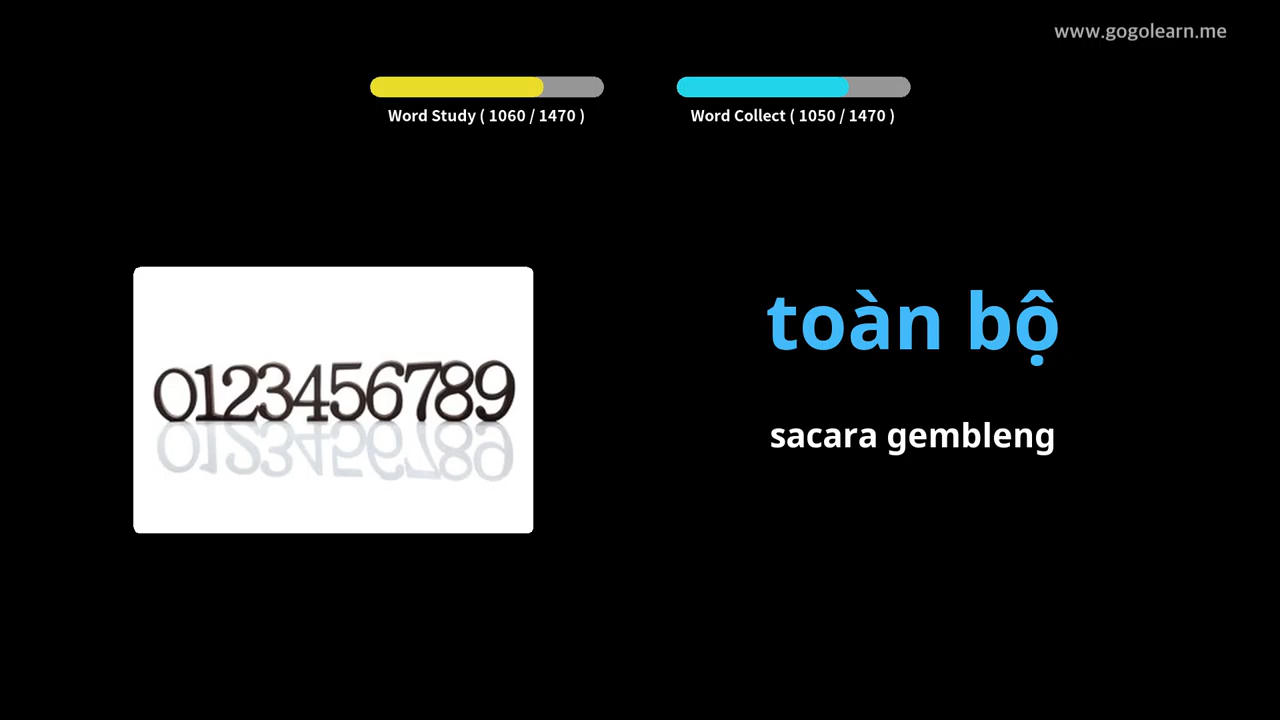 www.gogolearn.me
Word Study ( 1060 / 1470 )
Word Collect ( 1050 / 1470 )
0123456789
toàn bộ
sacara gembleng